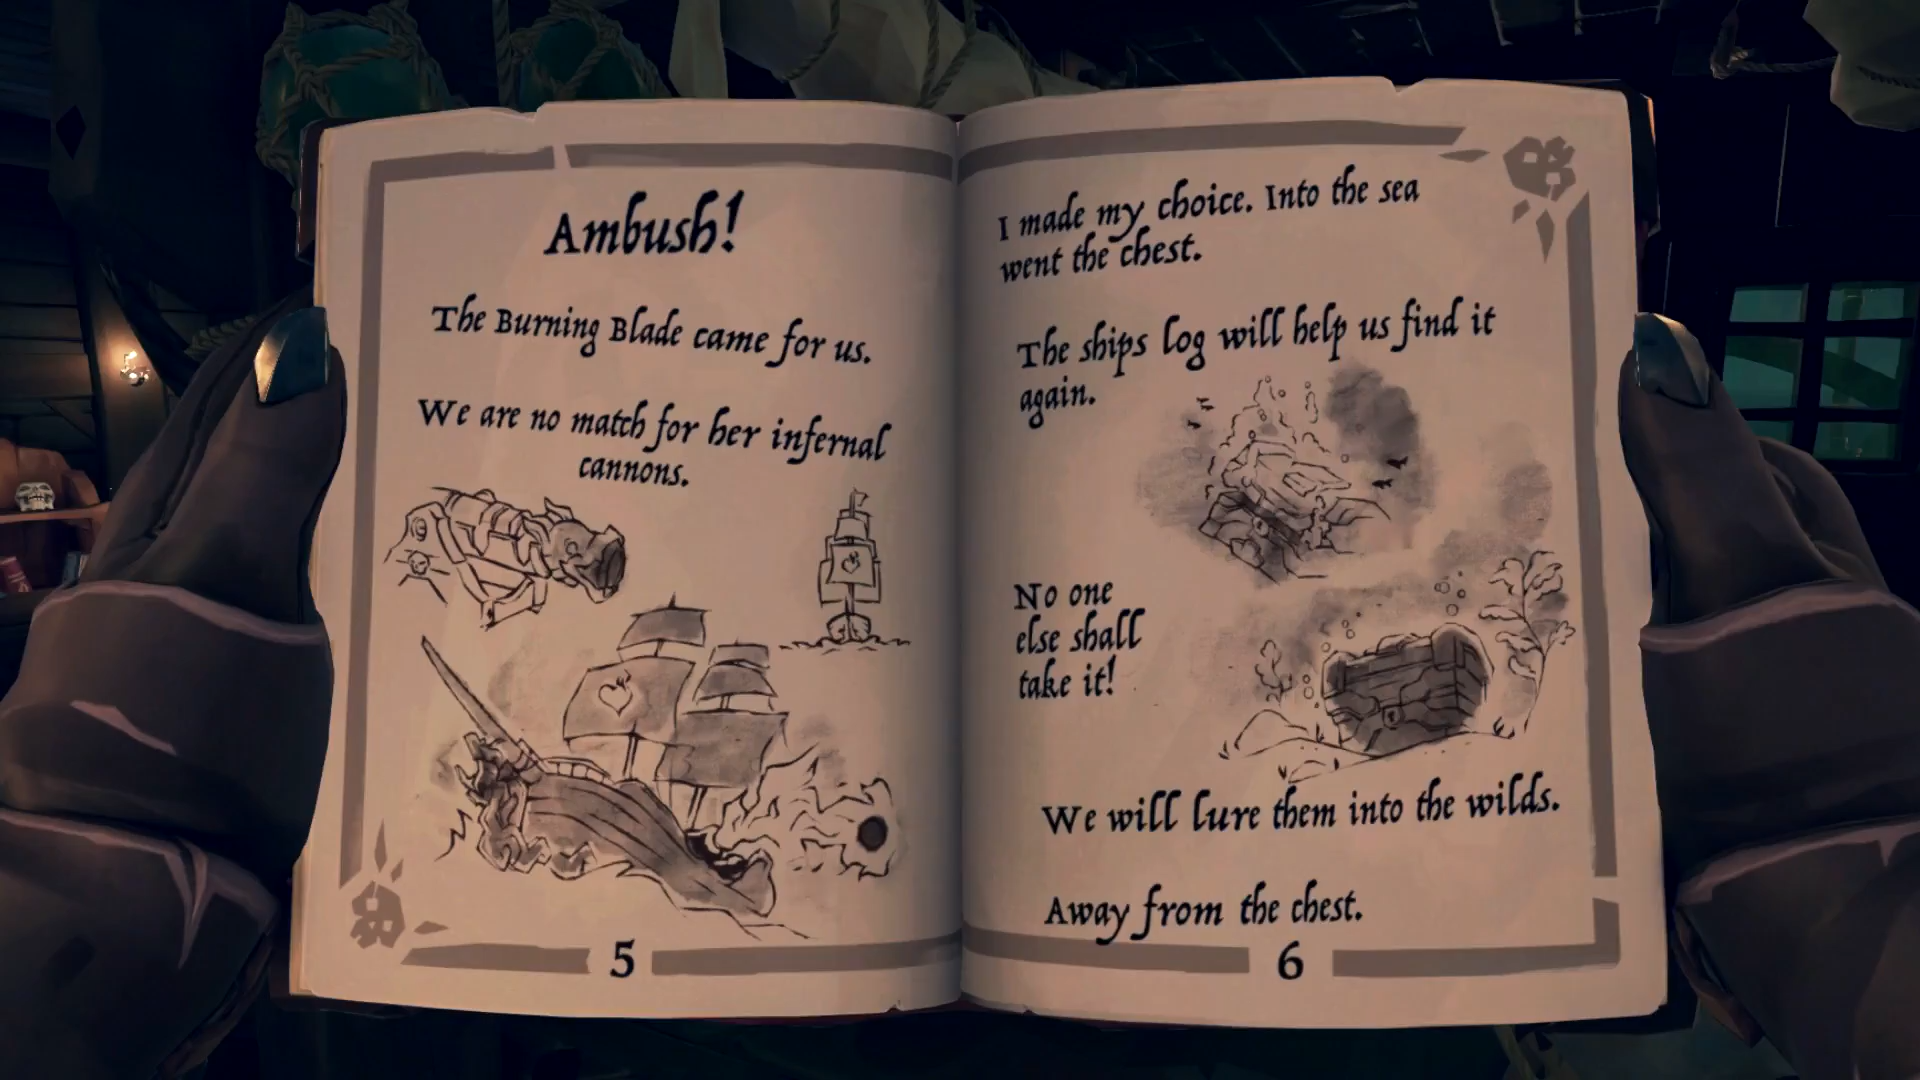 Ambush!
The Burning Blade came for us.
We are no match for her infernal
cannons.
5
I made my choice. Into the sea
went the chest.
The ships log will help us find it
again.
No one
else shall
take it!
We will lure them into the wilds.
Away from the chest.
6